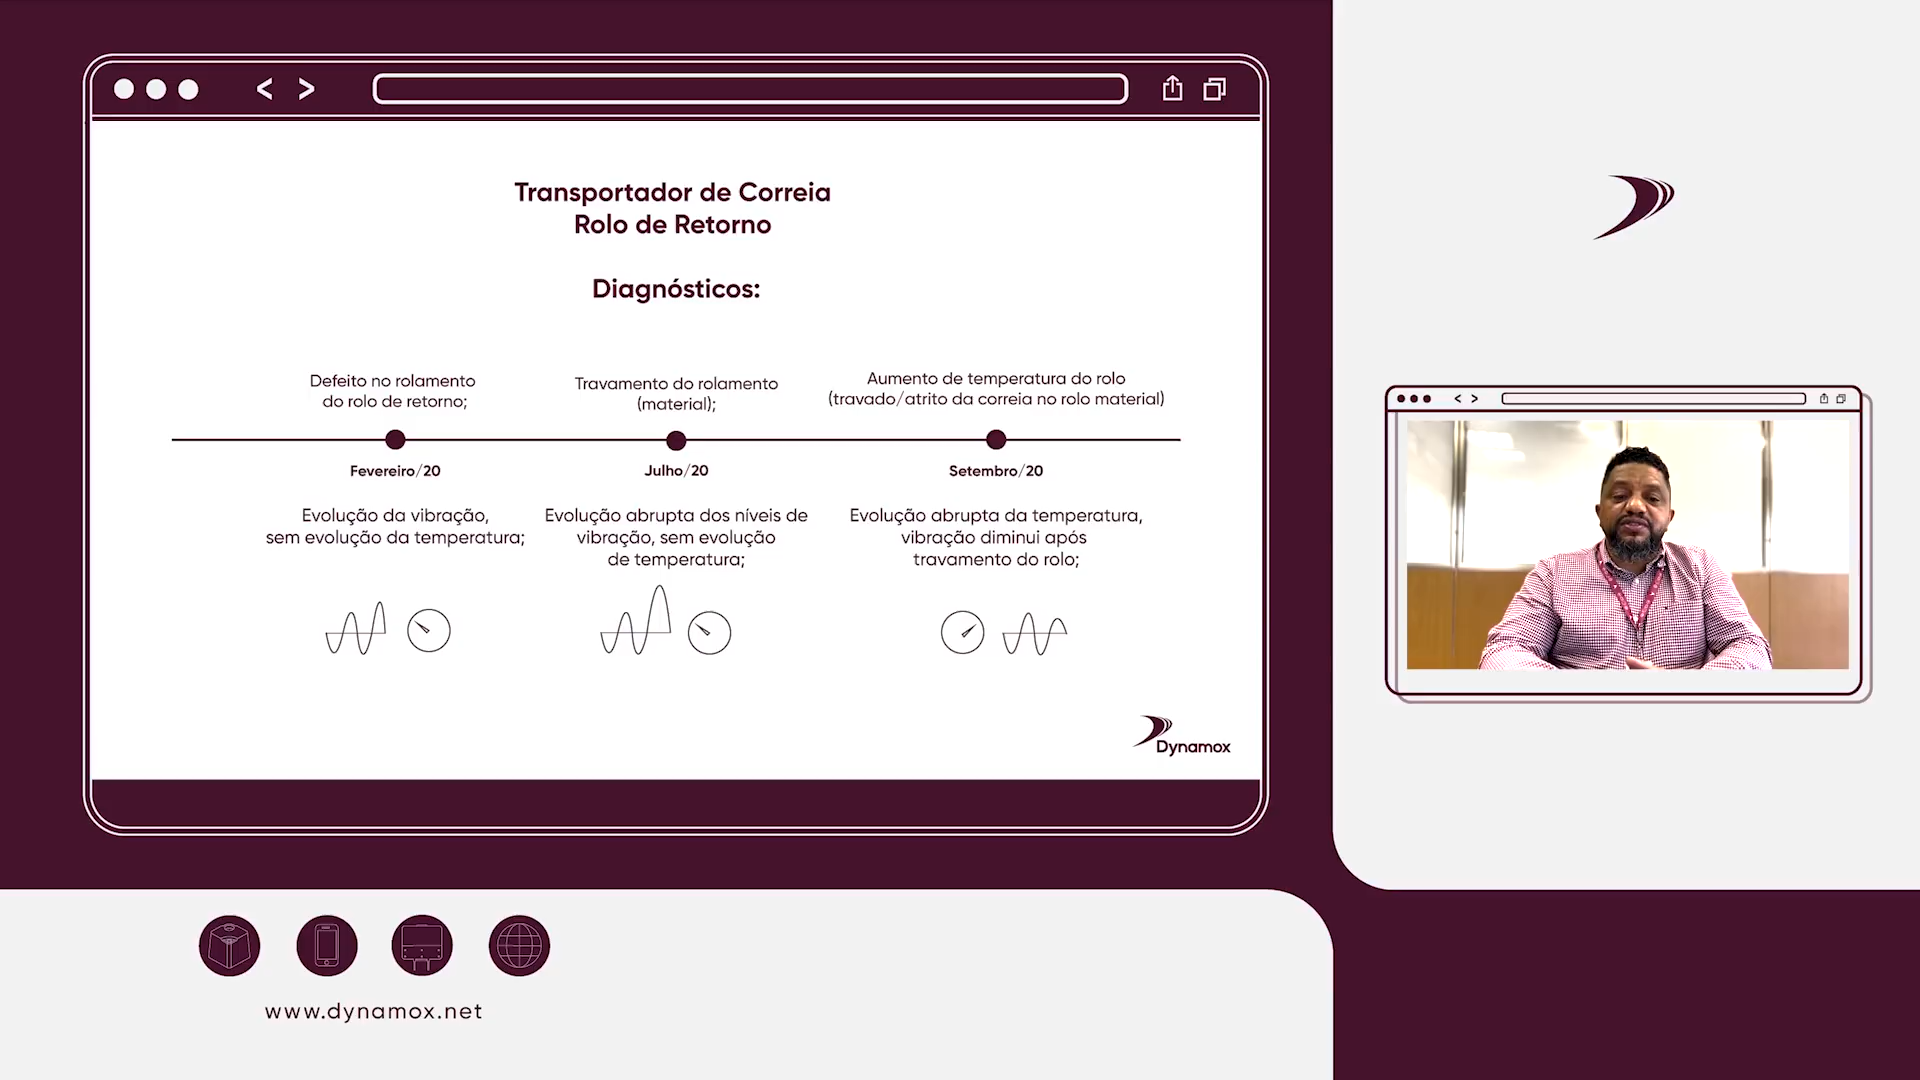 Transportador de Correia
Rolo de Retorno
Diagnósticos:
Defeito no rolamento
do rolo de retorno;
Fevereiro/20
Evolução da vibração,
sem evolução da temperatura;
Travamento do rolamento
(material);
Julho/20
Evolução abrupta dos níveis de
vibração, sem evolução
de temperatura;
Aumento de temperatura do rolo
(travado/atrito da correia no rolo material)
Setembro/20
Evolução abrupta da temperatura,
vibração diminui após
travamento do rolo;
Dynamox
www.dynamox.net